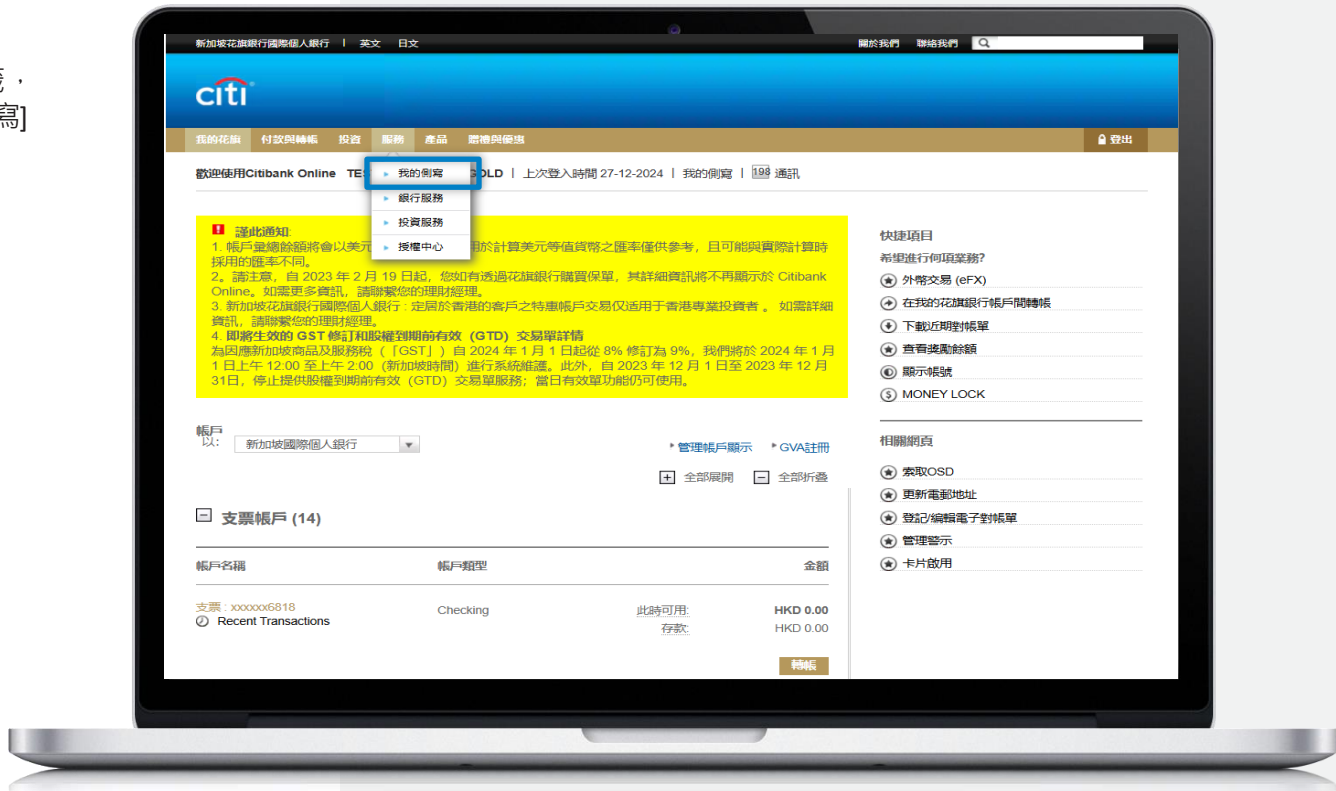 義，
寫]
新加坡花旗銀行國際個人銀行 | 英文 日文
關於我們 聯絡我們
citi
我的花旗 付款與轉帳 投資 服務 產品 禮遇與優惠
登出
歡迎使用Citibank Online TE
OLD | 上次登入時間 27-12-2024 | 我的側寫 | 198 通訊
我的側寫
銀行服務
投資服務
授權中心
謹此通知:
1. 帳戶量總餘額將會以美元
用於計算美元等值貨幣之匯率僅供參考，且可能與實際計算時
採用的匯率不同。
2。請注意，自 2023 年 2 月 19 日起，您如有透過花旗銀行購買保單，其詳細資訊將不再顯示於 Citibank
Online。如需更多資訊，請聯繫您的理財經理。
3. 新加坡花旗銀行國際個人銀行 : 定居於香港的客戶之特惠帳戶交易仅适用于香港專業投資者 。 如需詳細
資訊，請聯繫您的理財經理。
4. 即將生效的 GST 修訂和股權到期前有效（GTD）交易單詳情
為因應新加坡商品及服務稅（「GST」）自 2024 年 1 月 1 日起從 8% 修訂為 9%，我們將於 2024 年 1 月
1 日上午 12:00 至上午 2:00（新加坡時間）進行系統維護。此外，自 2023 年 12 月 1 日至 2023 年 12 月
31日，停止提供股權到期前有效（GTD）交易單服務；當日有效單功能仍可使用。
帳戶
以: 新加坡國際個人銀行
管理帳戶顯示 GVA註冊
全部展開 全部折疊
支票帳戶 (14)
帳戶名稱 帳戶類型 金額
支票 : xxxxxx6818 Checking 此時可用: HKD 0.00
Recent Transactions 存款: HKD 0.00
轉帳
快捷項目
希望進行何項業務?
外幣交易 (eFX)
在我的花旗銀行帳戶間轉帳
下載近期對帳單
查看獎勵餘額
顯示帳號
MONEY LOCK
相關網頁
索取OSD
更新電郵地址
登記/編輯電子對帳單
管理警示
卡片啟用